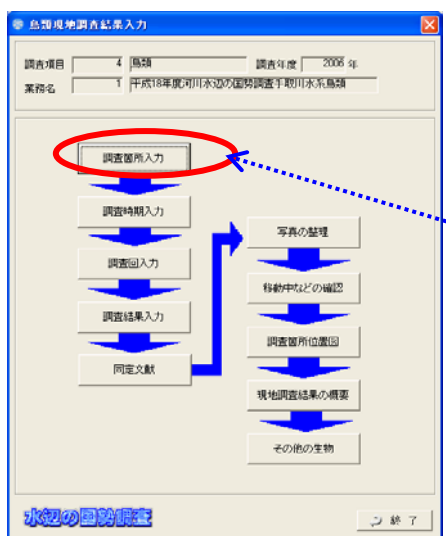 鳥類現地調査結果入力
調査項目 4 鳥類 調査年度 2006 年
業務名 1 平成18年度河川水辺の国勢調査手取川水系鳥類
調査箇所入力
調査時期入力
調査回入力
調査結果入力
同定文献
写真の整理
移動中などの確認
調査箇所位置図
現地調査結果の概要
その他の生物
水辺の国勢調査
終了